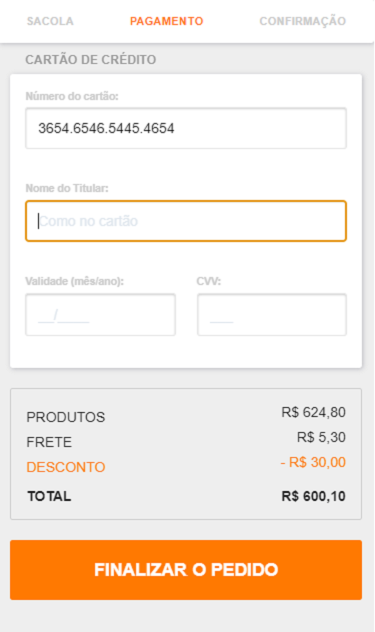 SACOLA PAGAMENTO CONFIRMAÇÃO
CARTÃO DE CRÉDITO
Número do cartão:
3654.6546.5445.4654
Nome do Titular:
Como no cartão
Validade (mês/ano): CVV:
__/____ ___
PRODUTOS R$ 624,80
FRETE R$ 5,30
DESCONTO - R$ 30,00
TOTAL R$ 600,10
FINALIZAR O PEDIDO